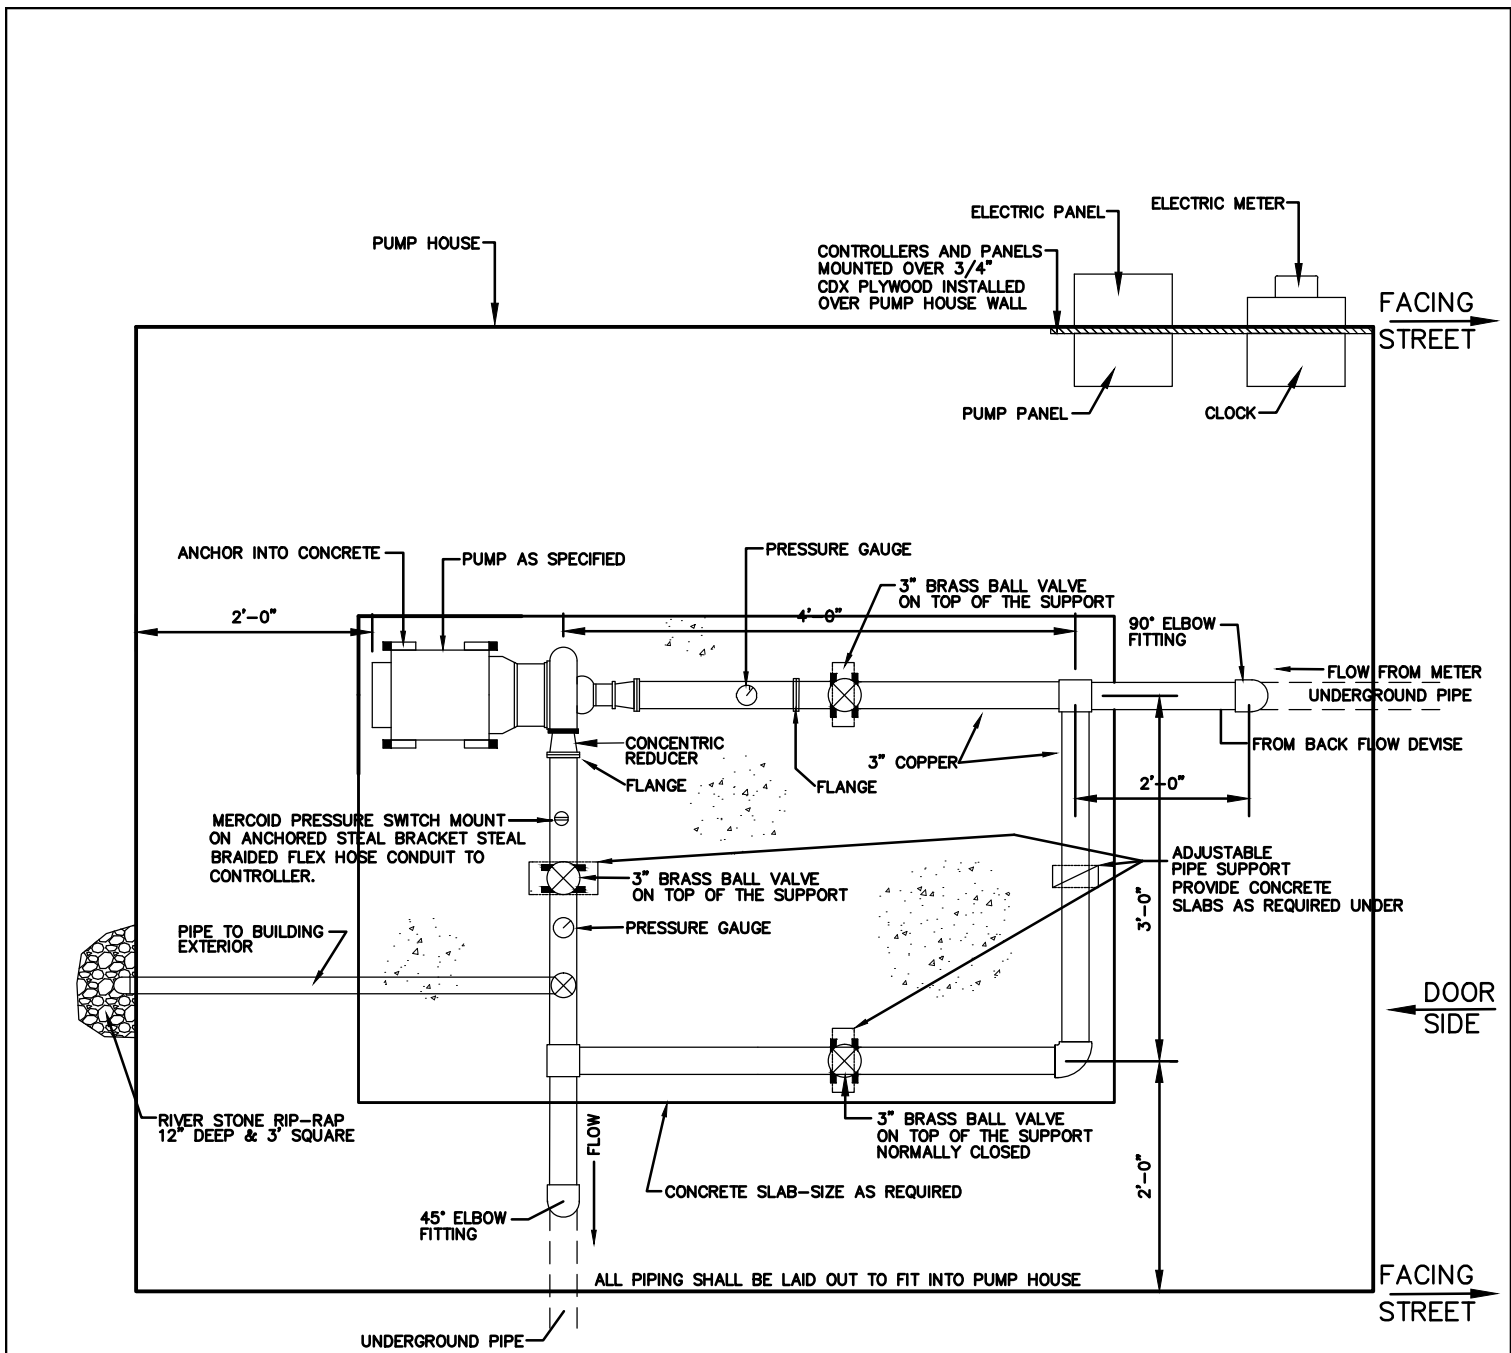 ELECTRIC PANEL
ELECTRIC METER
PUMP HOUSE
CONTROLLERS AND PANELS
MOUNTED OVER 3/4"
CDX PLYWOOD INSTALLED
OVER PUMP HOUSE WALL
FACING
STREET
PUMP PANEL
CLOCK
ANCHOR INTO CONCRETE
PUMP AS SPECIFIED
PRESSURE GAUGE
3" BRASS BALL VALVE
ON TOP OF THE SUPPORT
2'-0"
4'-0"
90° ELBOW
FITTING
FLOW FROM METER
UNDERGROUND PIPE
CONCENTRIC
REDUCER
FROM BACK FLOW DEVISE
3" COPPER
FLANGE
FLANGE
2'-0"
MERCOID PRESSURE SWITCH MOUNT
ON ANCHORED STEAL BRACKET STEAL
BRAIDED FLEX HOSE CONDUIT TO
CONTROLLER.
3" BRASS BALL VALVE
ON TOP OF THE SUPPORT
ADJUSTABLE
PIPE SUPPORT
PROVIDE CONCRETE
SLABS AS REQUIRED UNDER
3'-0"
PIPE TO BUILDING
EXTERIOR
PRESSURE GAUGE
DOOR
SIDE
RIVER STONE RIP-RAP
12" DEEP & 3' SQUARE
FLOW
3" BRASS BALL VALVE
ON TOP OF THE SUPPORT
NORMALLY CLOSED
2'-0"
CONCRETE SLAB-SIZE AS REQUIRED
45° ELBOW
FITTING
ALL PIPING SHALL BE LAID OUT TO FIT INTO PUMP HOUSE
FACING
STREET
UNDERGROUND PIPE